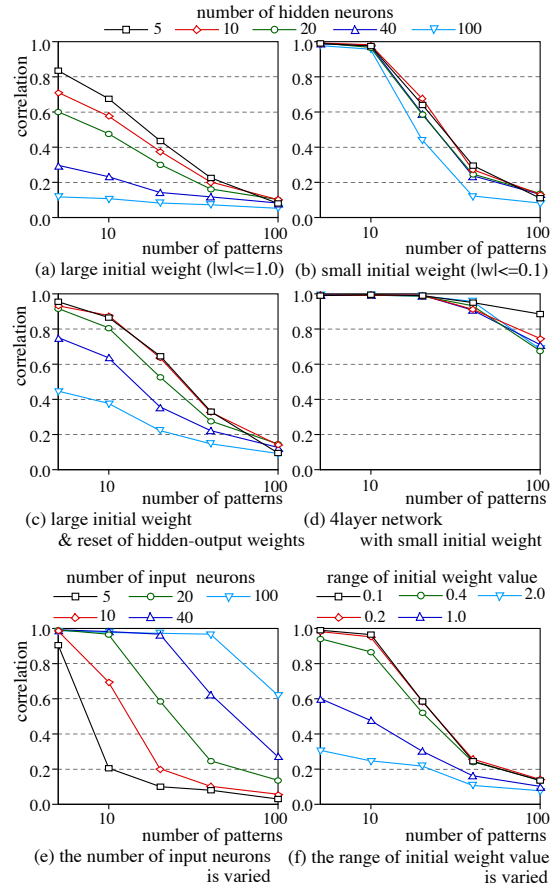 number of hidden neurons
5 10 20 40 100
1.0 1.0
0.8 0.8
0.6 0.6
0.4 0.4
0.2 0.2
0.0 0.0
correlation
10 100 10 100
number of patterns number of patterns
(a) large initial weight (|w|<=1.0) (b) small initial weight (|w|<=0.1)
1.0 1.0
0.8 0.8
0.6 0.6
0.4 0.4
0.2 0.2
0.0 0.0
correlation
10 100 10 100
number of patterns number of patterns
(c) large initial weight (d) 4layer network
& reset of hidden-output weights with small initial weight
number of input neurons range of initial weight value
5 20 100 0.1 0.4 2.0
10 40 0.2 1.0
1.0 1.0
0.8 0.8
0.6 0.6
0.4 0.4
0.2 0.2
0.0 0.0
correlation
10 100 10 100
number of patterns number of patterns
(e) the number of input neurons (f) the range of initial weight value
is varied is varied